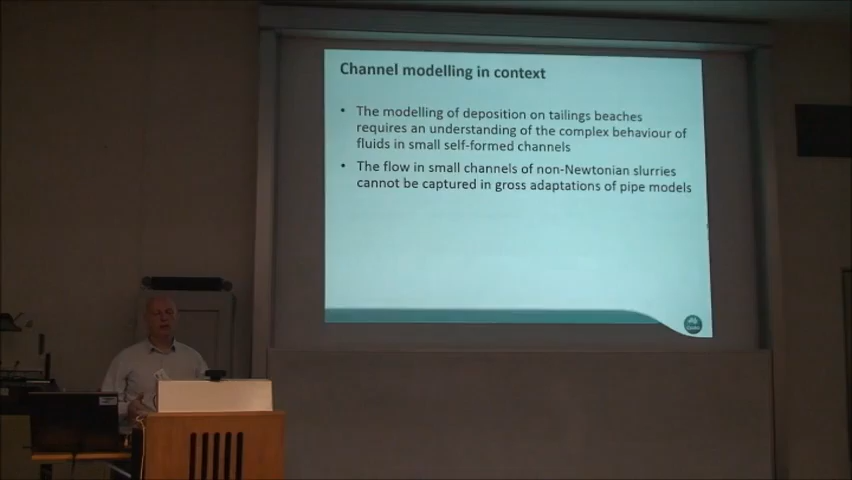 Channel modelling in context
• The modelling of deposition on tailings beaches
requires an understanding of the complex behaviour of
fluids in small self-formed channels
• The flow in small channels of non-Newtonian slurries
cannot be captured in gross adaptations of pipe models